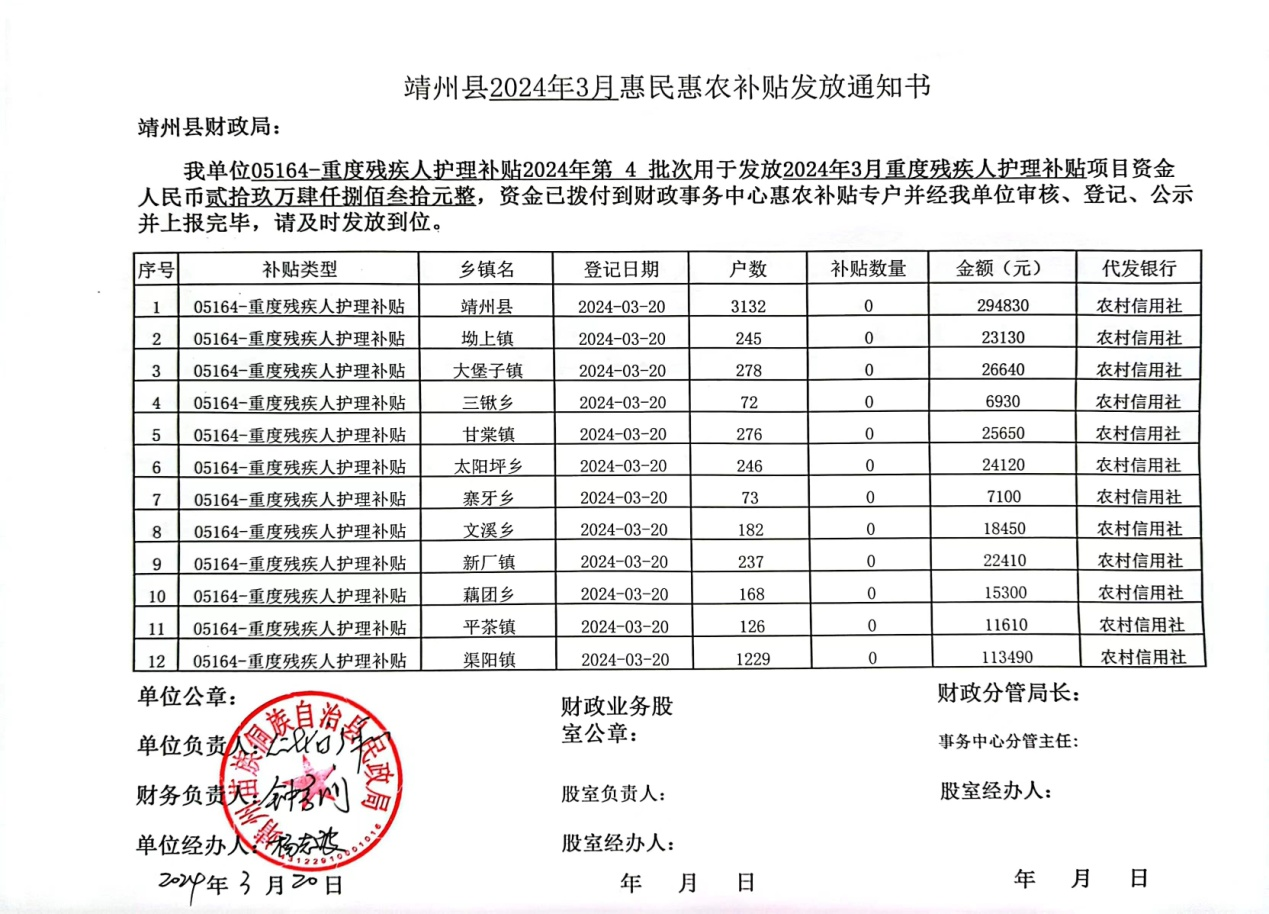 靖州县2024年3月惠民惠农补贴发放通知书
靖州县财政局：
我单位05164-重度残疾人护理补贴2024年第 4 批次用于发放2024年3月重度残疾人护理补贴项目资金
人民币贰拾玖万肆仟捌佰叁拾元整，资金已拨付到财政事务中心惠农补贴专户并经我单位审核、登记、公示
并上报完毕，请及时发放到位。
序号 补贴类型 乡镇名 登记日期 户数 补贴数量 金额（元） 代发银行
1 05164-重度残疾人护理补贴 靖州县 2024-03-20 3132 0 294830 农村信用社
2 05164-重度残疾人护理补贴 坳上镇 2024-03-20 245 0 23130 农村信用社
3 05164-重度残疾人护理补贴 大堡子镇 2024-03-20 278 0 26640 农村信用社
4 05164-重度残疾人护理补贴 三锹乡 2024-03-20 72 0 6930 农村信用社
5 05164-重度残疾人护理补贴 甘棠镇 2024-03-20 276 0 25650 农村信用社
6 05164-重度残疾人护理补贴 太阳坪乡 2024-03-20 246 0 24120 农村信用社
7 05164-重度残疾人护理补贴 寨牙乡 2024-03-20 73 0 7100 农村信用社
8 05164-重度残疾人护理补贴 文溪乡 2024-03-20 182 0 18450 农村信用社
9 05164-重度残疾人护理补贴 新厂镇 2024-03-20 237 0 22410 农村信用社
10 05164-重度残疾人护理补贴 藕团乡 2024-03-20 168 0 15300 农村信用社
11 05164-重度残疾人护理补贴 平茶镇 2024-03-20 126 0 11610 农村信用社
12 05164-重度残疾人护理补贴 渠阳镇 2024-03-20 1229 0 113490 农村信用社
单位公章：
单位负责人：
财务负责人：
单位经办人：
2024年 3 月 20 日
靖州苗族侗族自治县民政局
43122910001016
财政业务股
室公章：
股室负责人：
股室经办人：
年 月 日
财政分管局长：
事务中心分管主任：
股室经办人：
年 月 日